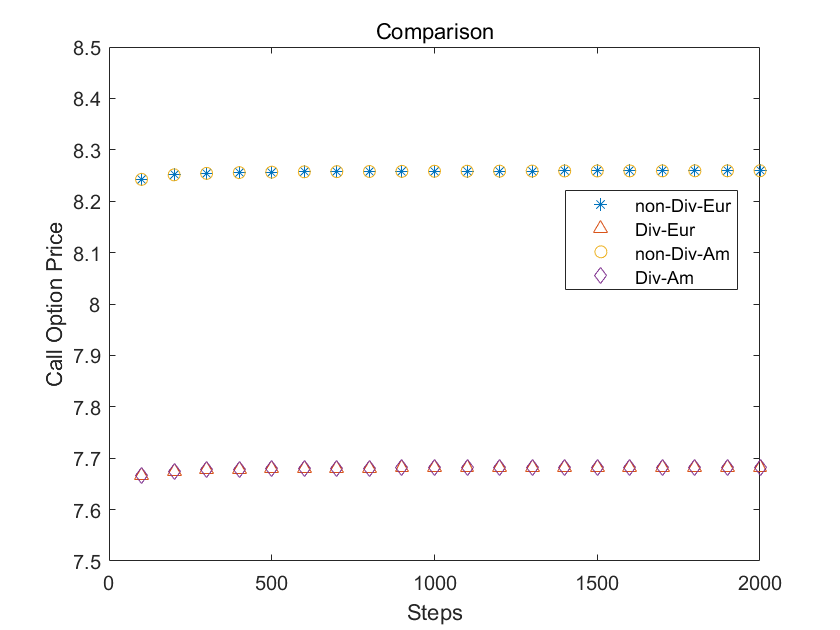 Comparison
8.5
8.4
8.3
8.2
8.1
8
7.9
7.8
7.7
7.6
7.5
Call Option Price
non-Div-Eur
Div-Eur
non-Div-Am
Div-Am
0 500 1000 1500 2000
Steps